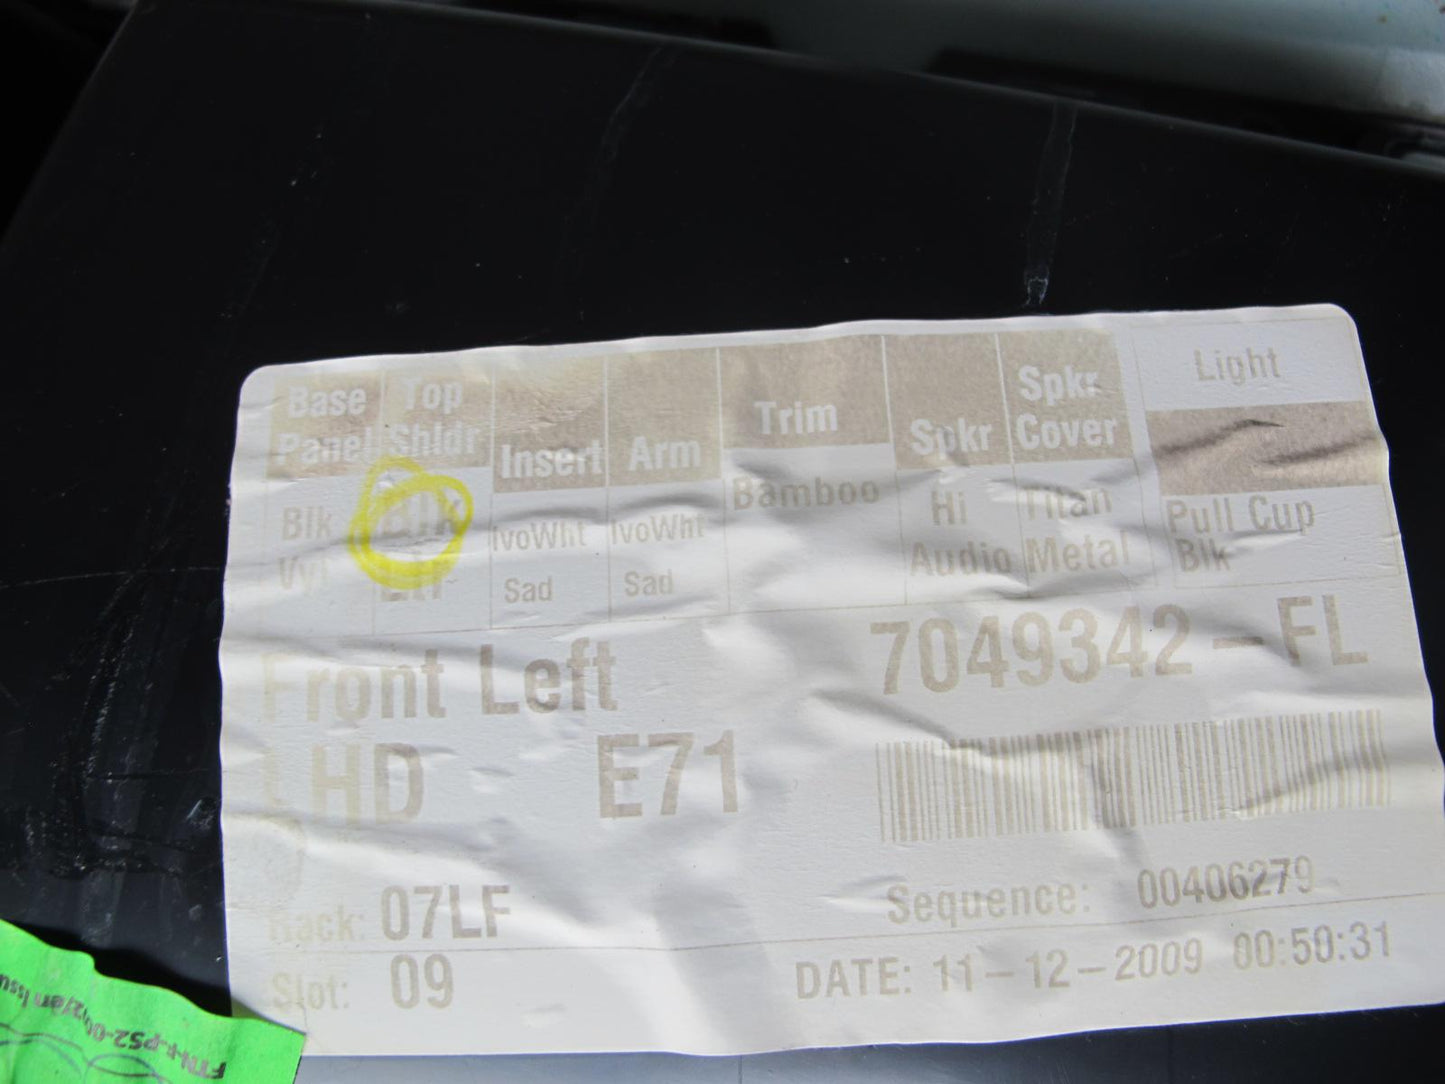 Base Top Insert Arm Trim Spkr Spkr Light
Panel Shldr Cover
Blk Blk IvoWht IvoWht Bamboo Hi Titan Pull Cup
Vyl Ltr Sad Sad Audio Metal Blk
Front Left 7049342-FL
LHD E71
Rack: 07LF Sequence: 00406279
Slot: 09 DATE: 11-12-2009 00:50:31